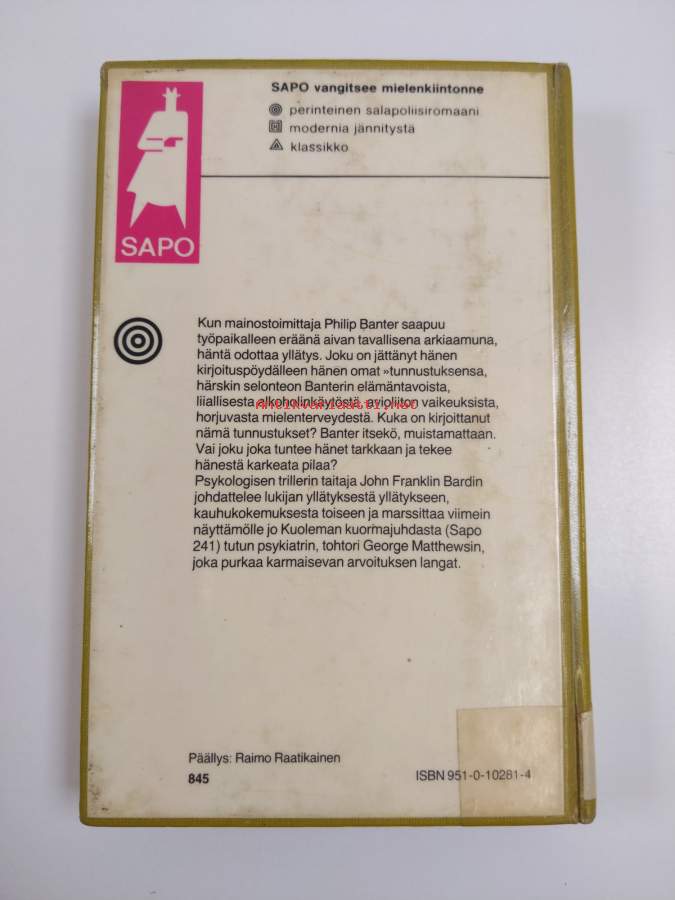 SAPO vangitsee mielenkiintonne
perinteinen salapoliisiromaani
modernia jännitystä
klassikko
SAPO
Kun mainostoimittaja Philip Banter saapuu
työpaikalleen eräänä aivan tavallisena arkiaamuna,
häntä odottaa yllätys. Joku on jättänyt hänen
kirjoituspöydälleen hänen omat »tunnustuksensa,
härskin selonteon Banterin elämäntavoista,
liiallisesta alkoholinkäytöstä, avioliiton vaikeuksista,
Antikvariaatti.net
horjuvasta mielenterveydestä. Kuka on kirjoittanut
nämä tunnustukset? Banter itsekö, muistamattaan.
Vai joku joka tuntee hänet tarkkaan ja tekee
hänestä karkeata pilaa?
Psykologisen trillerin taitaja John Franklin Bardin
johdattelee lukijan yllätyksestä yllätykseen,
kauhukokemuksesta toiseen ja marssittaa viimein
näyttämölle jo Kuoleman kuormajuhdasta (Sapo
241) tutun psykiatrin, tohtori George Matthewsin,
joka purkaa karmaisevan arvoituksen langat.
Päällys: Raimo Raatikainen
845
ISBN 951-0-10281-4